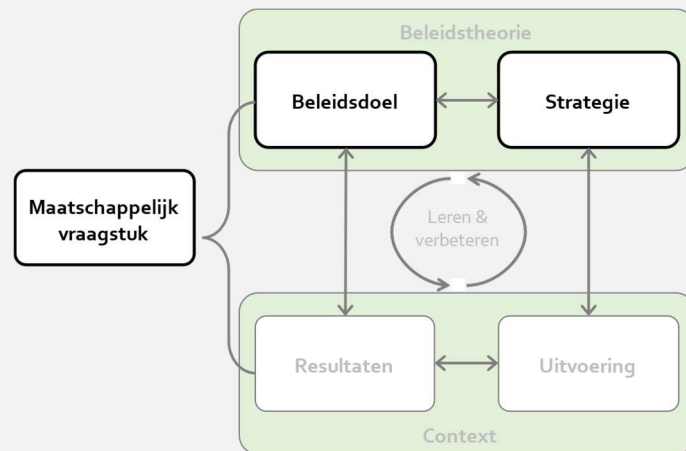 Beleidstheorie
Beleidsdoel
Strategie
Maatschappelijk
vraagstuk
Leren &
verbeteren
Resultaten
Uitvoering
Context